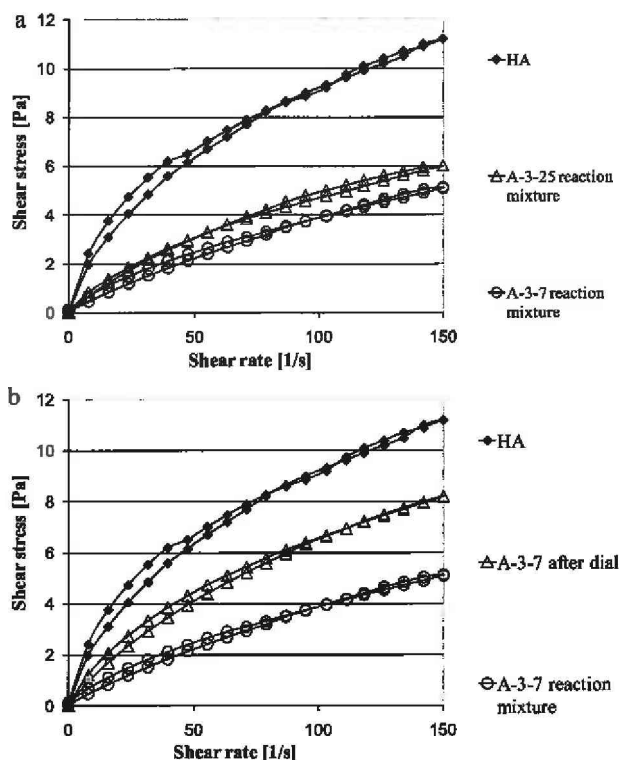 a
12
10
8
6
4
2
0
Shear stress [Pa]
0 50 100 150
Shear rate [1/s]
HA
A-3-25 reaction
mixture
A-3-7 reaction
mixture
b
12
10
8
6
4
2
0
Shear stress [Pa]
0 50 100 150
Shear rate [1/s]
HA
A-3-7 after dial
A-3-7 reaction
mixture